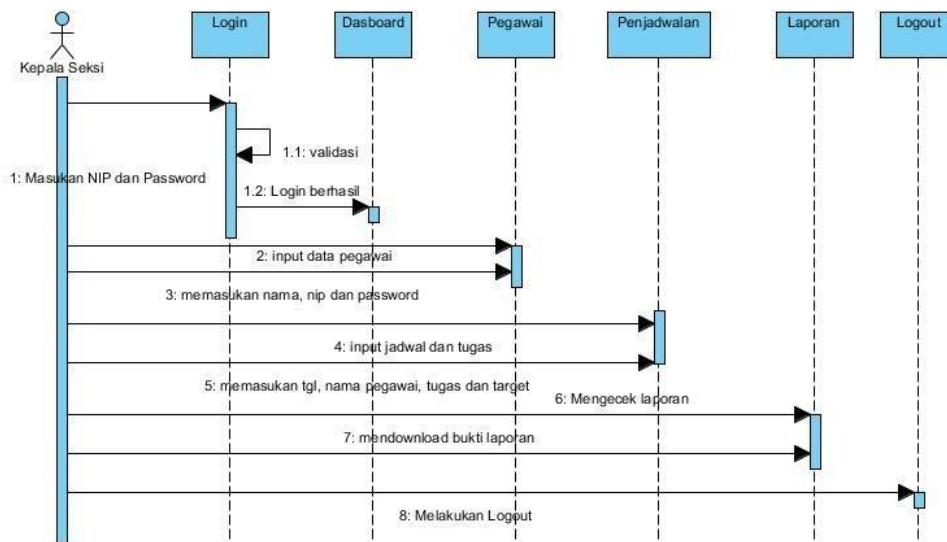 Login
Dasboard
Pegawai
Penjadwalan
Laporan
Logout
Kepala Seksi
1.1: validasi
1: Masukan NIP dan Password
1.2: Login berhasil
2: input data pegawai
3: memasukan nama, nip dan password
4: input jadwal dan tugas
5: memasukan tgl, nama pegawai, tugas dan target
6: Mengecek laporan
7: mendownload bukti laporan
8: Melakukan Logout